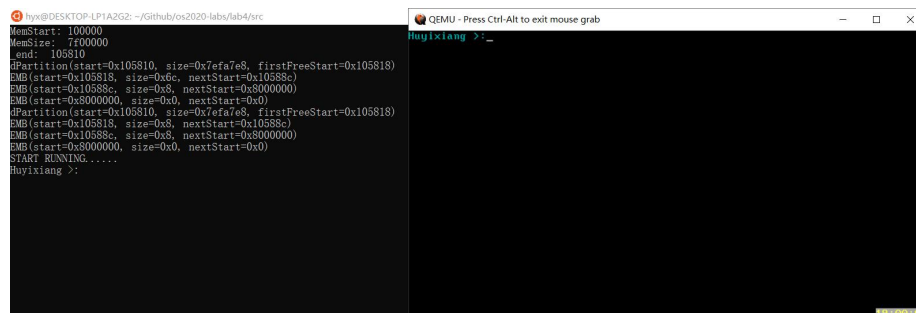 hyx@DESKTOP-LP1A2G2: ~/Github/os2020-labs/lab4/src
MemStart: 100000
MemSize:  7f00000
_end:  105810
dPartition(start=0x105810, size=0x7efa7e8, firstFreeStart=0x105818)
EMB(start=0x105818, size=0x6c, nextStart=0x10588c)
EMB(start=0x10588c, size=0x8, nextStart=0x8000000)
EMB(start=0x8000000, size=0x0, nextStart=0x0)
dPartition(start=0x105810, size=0x7efa7e8, firstFreeStart=0x105818)
EMB(start=0x105818, size=0x8, nextStart=0x10588c)
EMB(start=0x10588c, size=0x8, nextStart=0x8000000)
EMB(start=0x8000000, size=0x0, nextStart=0x0)
START RUNNING......
Huyixiang >:
QEMU - Press Ctrl-Alt to exit mouse grab
Huyixiang >:_